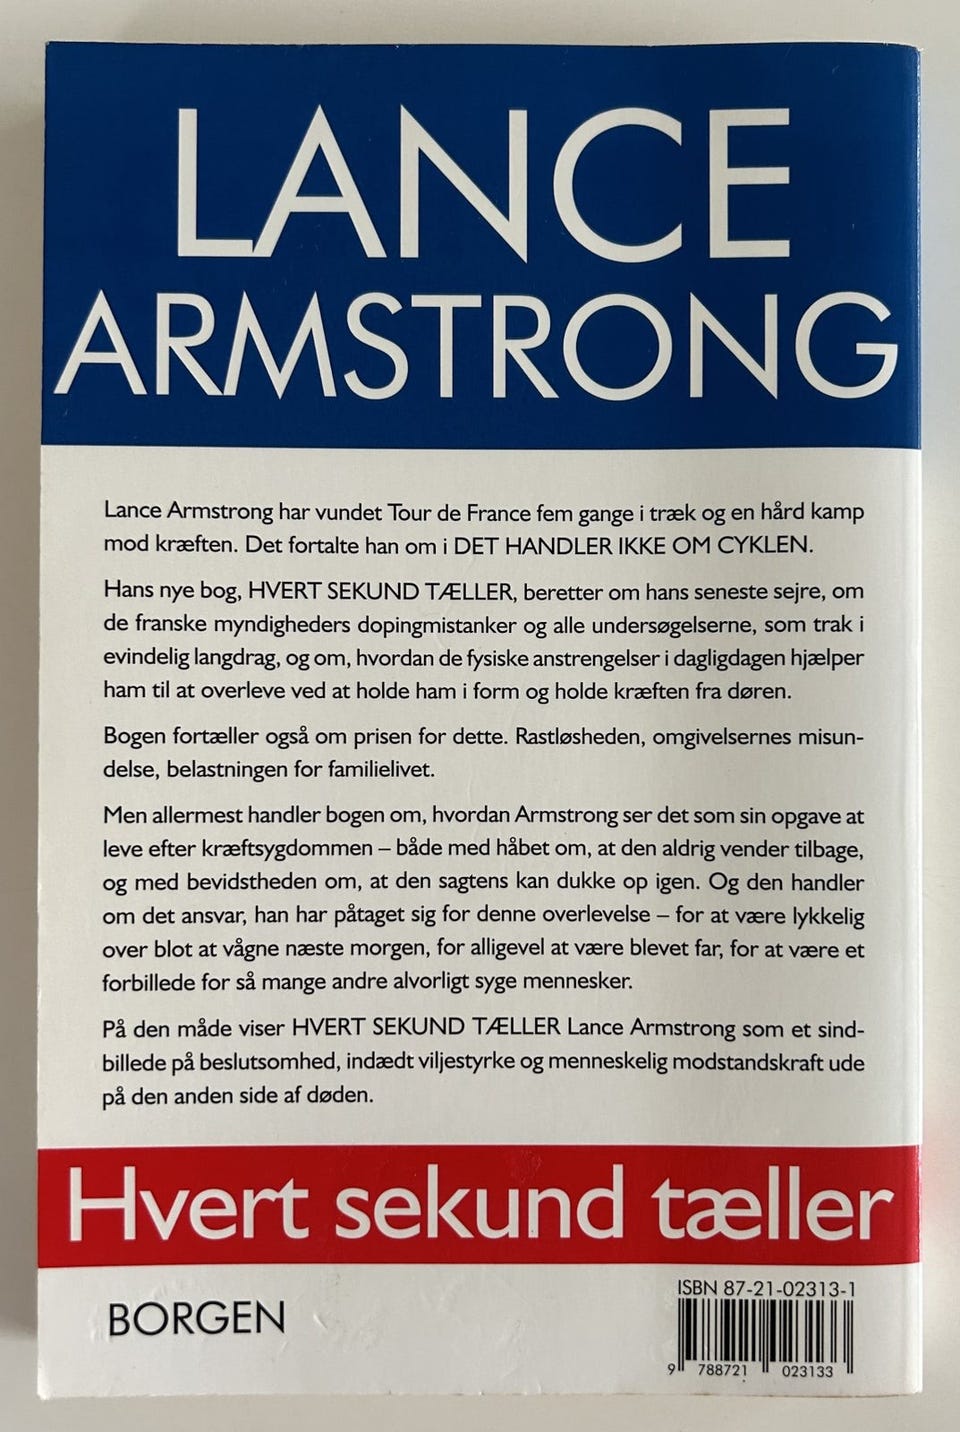 LANCE
ARMSTRONG
Lance Armstrong har vundet Tour de France fem gange i træk og en hård kamp
mod kræften. Det fortalte han om i DET HANDLER IKKE OM CYKLEN.
Hans nye bog, HVERT SEKUND TÆLLER, beretter om hans seneste sejre, om
de franske myndigheders dopingmistanker og alle undersøgelserne, som trak i
evindelig langdrag, og om, hvordan de fysiske anstrengelser i dagligdagen hjælper
ham til at overleve ved at holde ham i form og holde kræften fra døren.
Bogen fortæller også om prisen for dette. Rastløsheden, omgivelsernes misun-
delse, belastningen for familielivet.
Men allermest handler bogen om, hvordan Armstrong ser det som sin opgave at
leve efter kræftsygdommen – både med håbet om, at den aldrig vender tilbage,
og med bevidstheden om, at den sagtens kan dukke op igen. Og den handler
om det ansvar, han har påtaget sig for denne overlevelse – for at være lykkelig
over blot at vågne næste morgen, for alligevel at være blevet far, for at være et
forbillede for så mange andre alvorligt syge mennesker.
På den måde viser HVERT SEKUND TÆLLER Lance Armstrong som et sind-
billede på beslutsomhed, indædt viljestyrke og menneskelig modstandskraft ude
på den anden side af døden.
Hvert sekund tæller
BORGEN
ISBN 87-21-02313-1
9 788721 023133